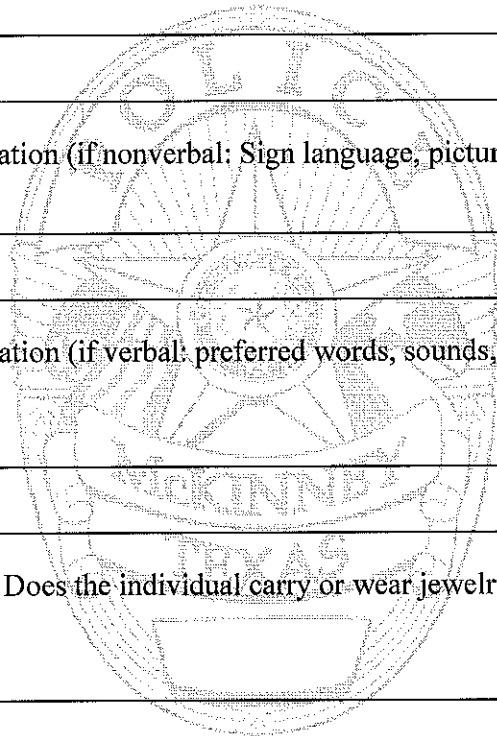 POLICE
ation (if nonverbal: Sign language, pictur
ation (if verbal: preferred words, sounds,
McKINNEY
TEXAS
Does the individual carry or wear jewelr